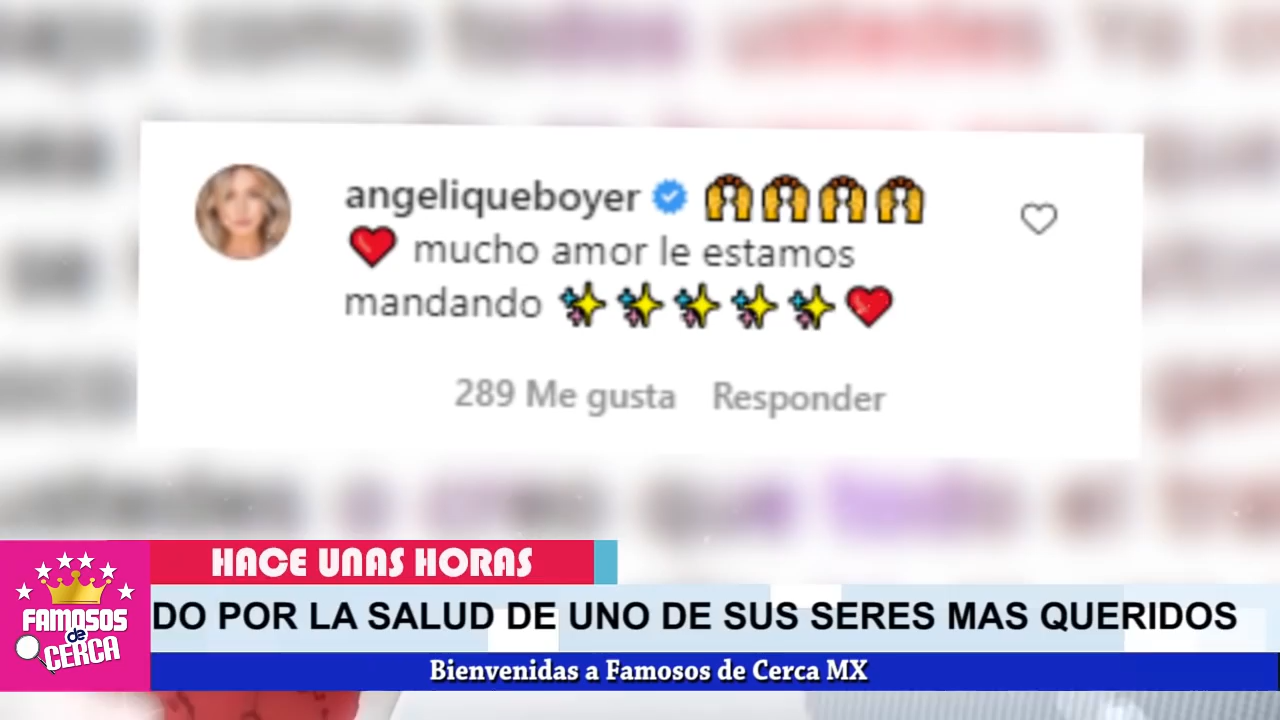 angeliqueboyer 🙌🙌🙌🙌
❤️ mucho amor le estamos
mandando ✨✨✨✨✨❤️
289 Me gusta Responder
HACE UNAS HORAS
FAMOSOS
de
CERCA
DO POR LA SALUD DE UNO DE SUS SERES MAS QUERIDOS
Bienvenidas a Famosos de Cerca MX